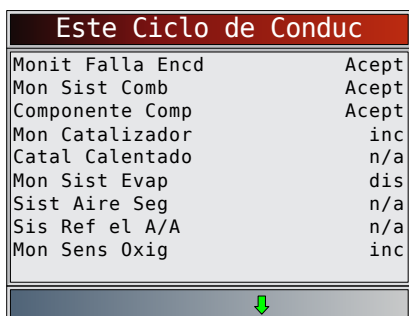 Este Ciclo de Conduc
Monit Falla Encd Acept
Mon Sist Comb Acept
Componente Comp Acept
Mon Catalizador inc
Catal Calentado n/a
Mon Sist Evap dis
Sist Aire Seg n/a
Sis Ref el A/A n/a
Mon Sens Oxig inc